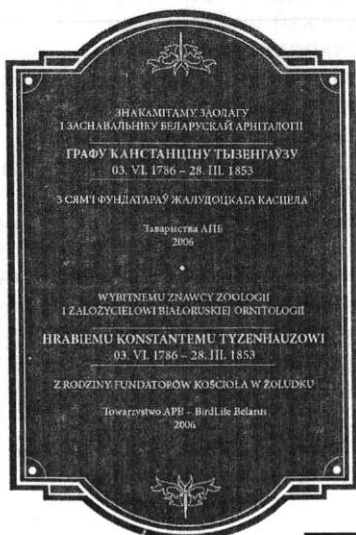 ЗНАКАМІТАМУ ЗАОЛАГУ
І ЗАСНАВАЛЬНІКУ БЕЛАРУСКАЙ АРНІТАЛОГІІ
ГРАФУ КАНСТАНЦІНУ ТЫЗЕНГАЎЗУ
03. VI. 1786 – 28. III. 1853
З СЯМ'І ФУНДАТАРАЎ ЖАЛУДОЦКАГА КАСЦЁЛА
Таварыства АПБ
2006
•
WYBITNEMU ZNAWCY ZOOLOGII
I ZAŁOŻYCIELOWI BIAŁORUSKIEJ ORNITOLOGII
HRABIEMU KONSTANTEMU TYZENHAUZOWI
03. VI. 1786 – 28. III. 1853
Z RODZINY FUNDATORÓW KOŚCIOŁA W ŻOŁUDKU
Towarzystwo APB – BirdLife Belarus
2006